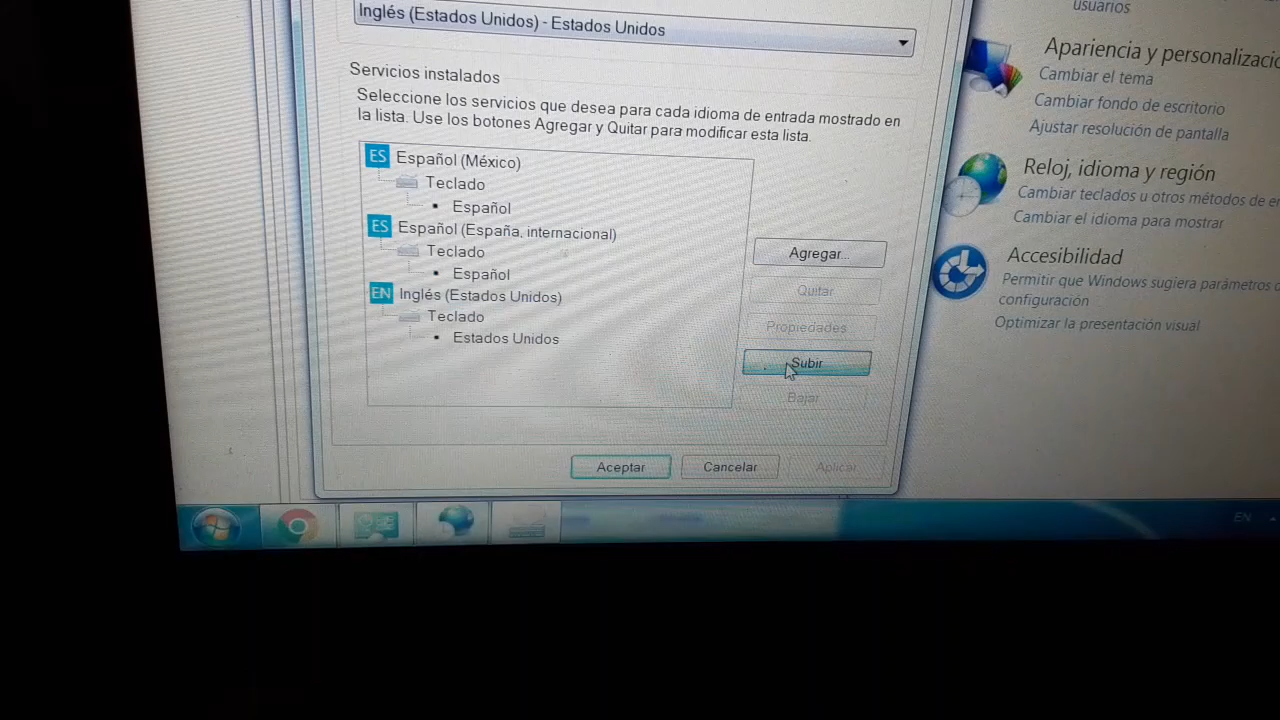 Inglés (Estados Unidos) - Estados Unidos
Servicios instalados
Seleccione los servicios que desea para cada idioma de entrada mostrado en
la lista. Use los botones Agregar y Quitar para modificar esta lista.
ES Español (México)
Teclado
• Español
ES Español (España, internacional)
Teclado
• Español
EN Inglés (Estados Unidos)
Teclado
• Estados Unidos
Agregar...
Quitar
Propiedades
Subir
Bajar
Aceptar
Cancelar
Aplicar
usuarios
Apariencia y personalizació
Cambiar el tema
Cambiar fondo de escritorio
Ajustar resolución de pantalla
Reloj, idioma y región
Cambiar teclados u otros métodos de en
Cambiar el idioma para mostrar
Accesibilidad
Permitir que Windows sugiera parámetros d
configuración
Optimizar la presentación visual
EN